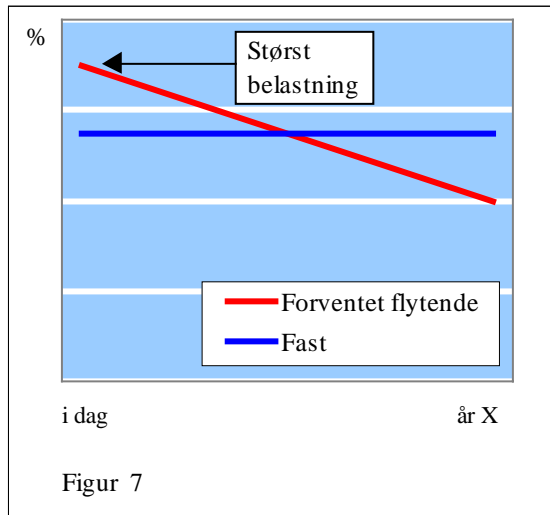 %
Størst
belastning
Forventet flytende
Fast
i dag
år X
Figur 7